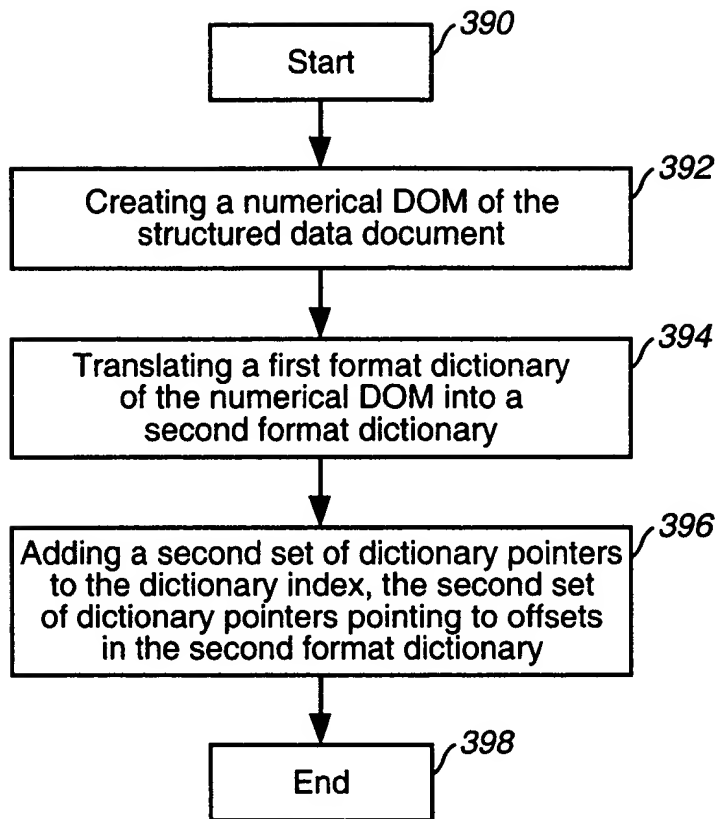 390
Start
392
Creating a numerical DOM of the
structured data document
394
Translating a first format dictionary
of the numerical DOM into a
second format dictionary
396
Adding a second set of dictionary pointers
to the dictionary index, the second set
of dictionary pointers pointing to offsets
in the second format dictionary
398
End